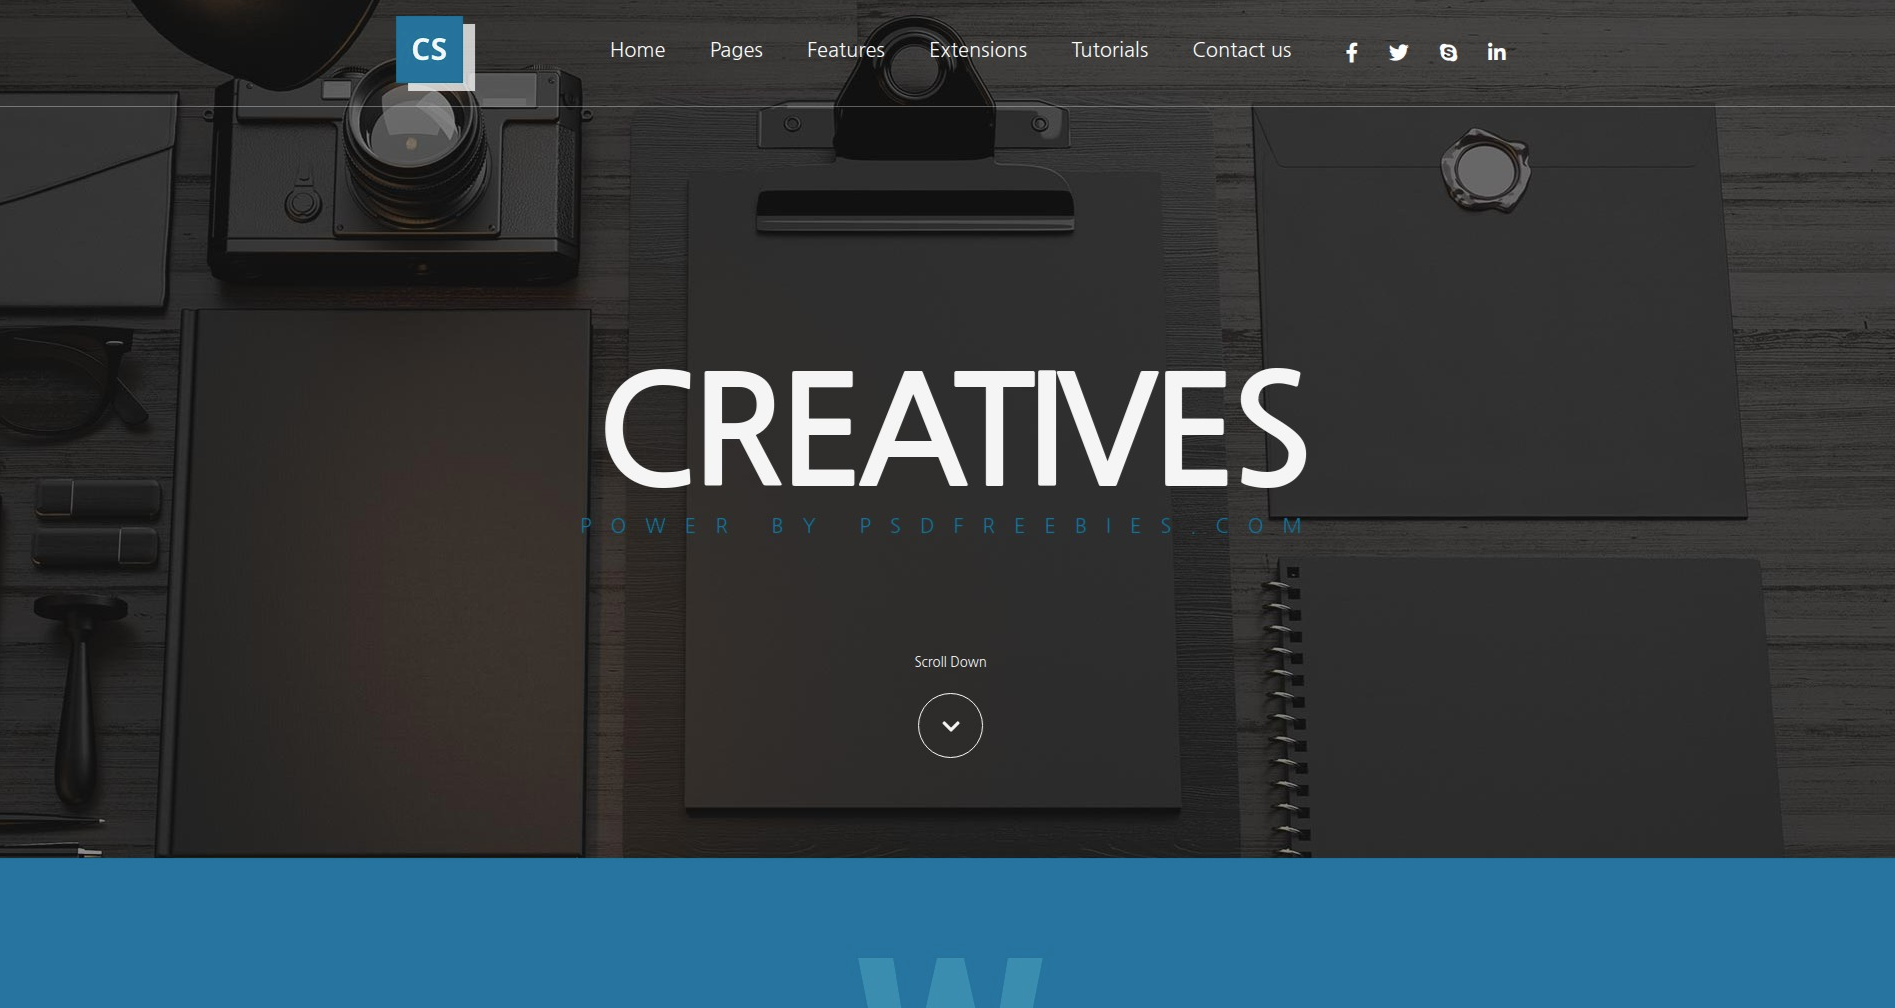 CS
Home Pages Features Extensions Tutorials Contact us
CREATIVES
POWER BY PSDFREEBIES.COM
Scroll Down
W